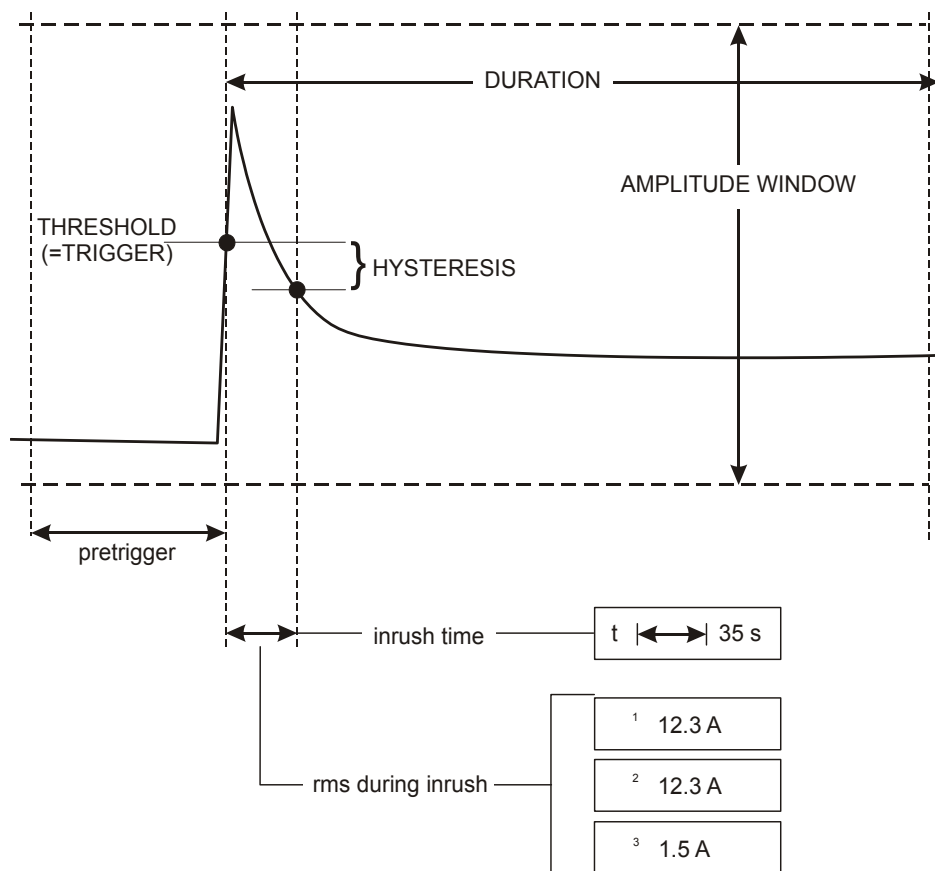 DURATION
AMPLITUDE WINDOW
THRESHOLD
(=TRIGGER)
HYSTERESIS
pretrigger
inrush time
t 35 s
1 12.3 A
rms during inrush
2 12.3 A
3 1.5 A